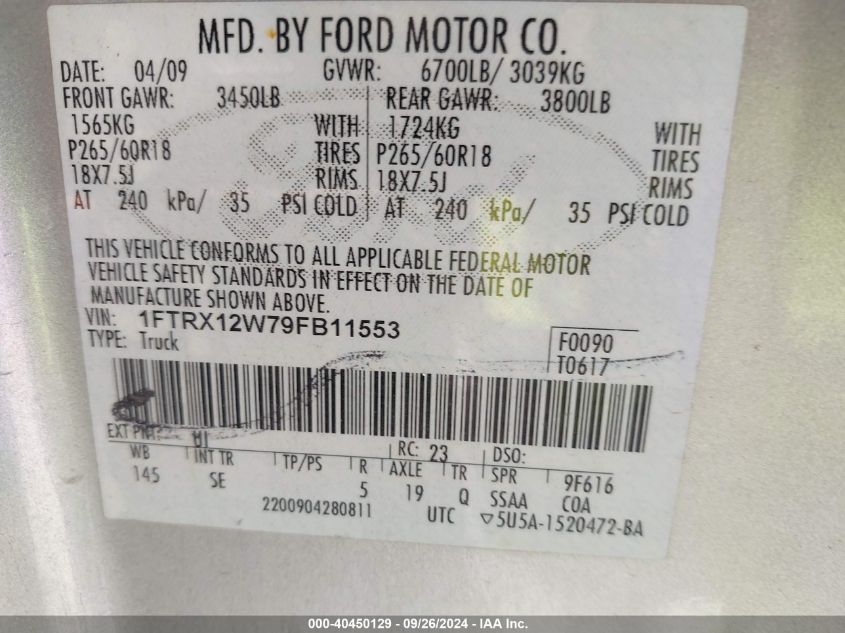 MFD. BY FORD MOTOR CO.
DATE: 04/09 GVWR: 6700LB/ 3039KG
FRONT GAWR: 3450LB REAR GAWR: 3800LB
1565KG WITH 1724KG WITH
P265/60R18 TIRES P265/60R18 TIRES
18X7.5J RIMS 18X7.5J RIMS
AT 240 kPa/ 35 PSI COLD AT 240 kPa/ 35 PSI COLD
THIS VEHICLE CONFORMS TO ALL APPLICABLE FEDERAL MOTOR
VEHICLE SAFETY STANDARDS IN EFFECT ON THE DATE OF
MANUFACTURE SHOWN ABOVE.
VIN: 1FTRX12W79FB11553
TYPE: Truck
F0090
T0617
EXT PNT: RC: 23 DSO:
WB INT TR TP/PS R AXLE TR SPR 9F616
145 SE 5 19 Q SSAA COA
2200904280811 UTC ▽5U5A-1520472-BA
Ford
000-40450129 - 09/26/2024 - IAA Inc.